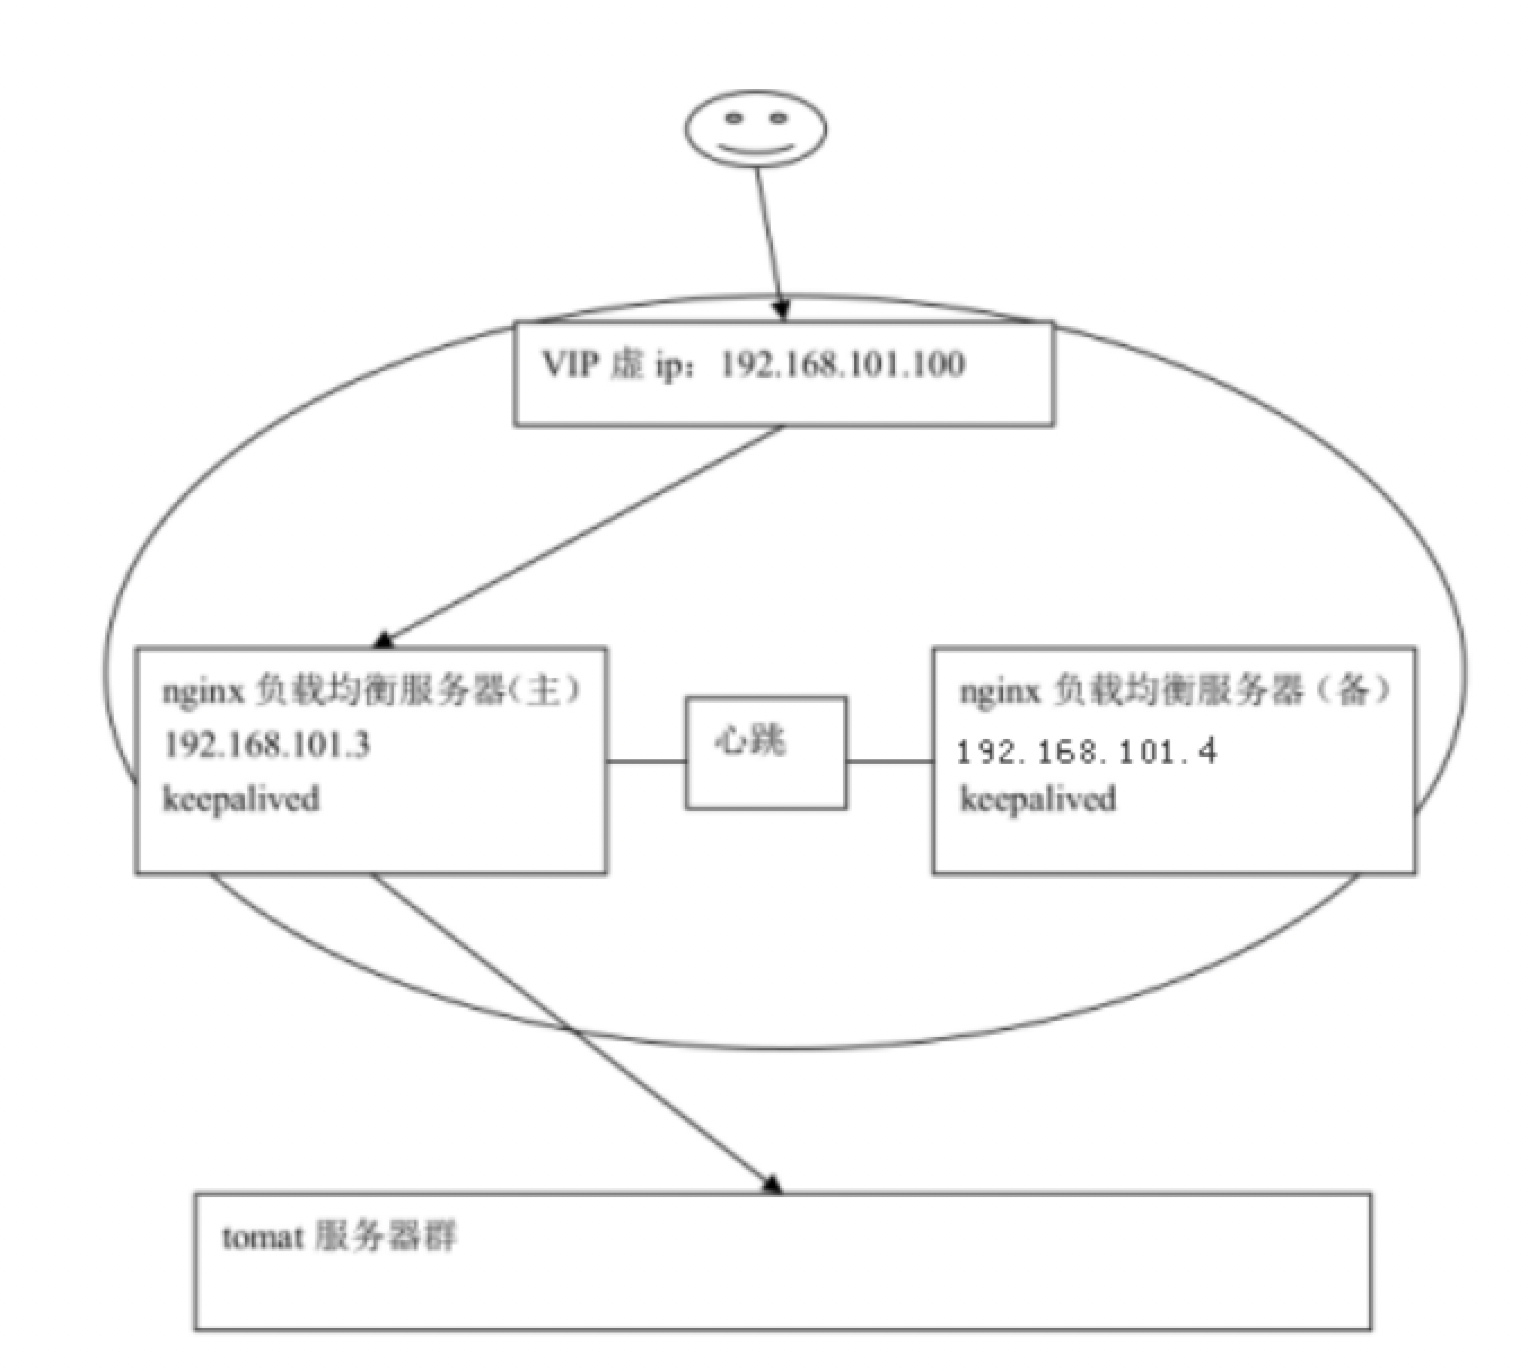 VIP 虚 ip：192.168.101.100
nginx 负载均衡服务器（主）
192.168.101.3
keepalived
心跳
nginx 负载均衡服务器（备）
192.168.101.4
keepalived
tomat 服务器群